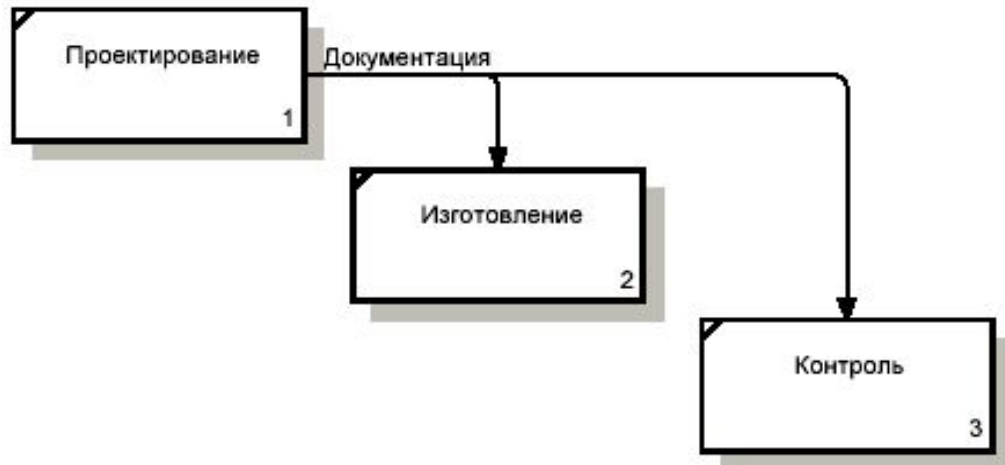 Проектирование
1
Документация
Изготовление
2
Контроль
3